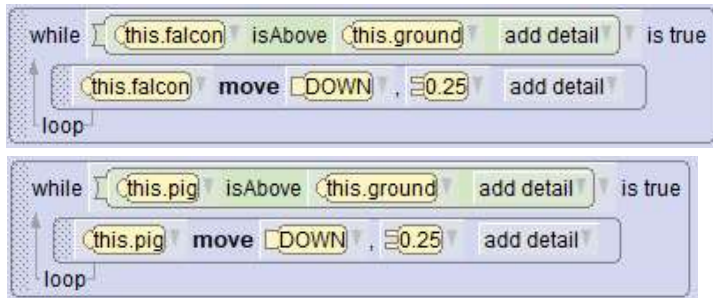 while this.falcon isAbove this.ground add detail is true
this.falcon move DOWN , 0.25 add detail
loop
while this.pig isAbove this.ground add detail is true
this.pig move DOWN , 0.25 add detail
loop